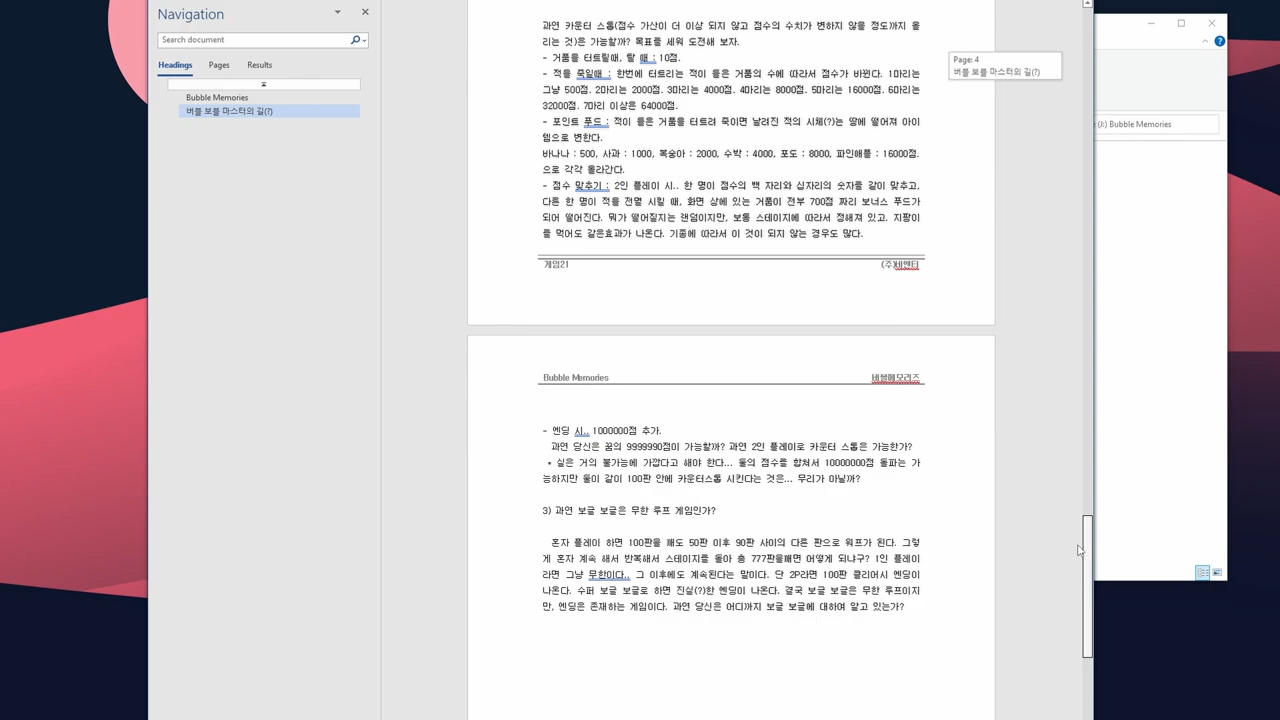 Navigation
Search document
Headings Pages Results
Bubble Memories
버블 보블 마스터의 길(?)
과연 카운터 스톱(점수 가산이 더 이상 되지 않고 점수의 수치가 변하지 않을 정도까지 올
리는 것)은 가능할까? 목표를 세워 도전해 보자.
- 거품을 터트릴때, 탈 때 : 10점.
- 적을 죽일때 : 한번에 터트리는 적이 들은 거품의 수에 따라서 점수가 바뀐다. 1마리는
그냥 500점. 2마리는 2000점. 3마리는 4000점. 4마리는 8000점. 5마리는 16000점. 6마리는
32000점. 7마리 이상은 64000점.
- 포인트 푸드 : 적이 들은 거품을 터트려 죽이면 날려진 적의 시체(?)는 땅에 떨어져 아이
템으로 변한다.
바나나 : 500, 사과 : 1000, 복숭아 : 2000, 수박 : 4000, 포도 : 8000, 파인애플 : 16000점.
으로 각각 올라간다.
- 점수 맞추기 : 2인 플레이 시.. 한 명이 점수의 백 자리와 십자리의 숫자를 같이 맞추고,
다른 한 명이 적을 전멸 시킬 때, 화면 상에 있는 거품이 전부 700점 짜리 보너스 푸드가
되어 떨어진다. 뭐가 떨어질지는 랜덤이지만, 보통 스테이지에 따라서 정해져 있고, 지팡이
를 먹어도 같은효과가 나온다. 기종에 따라서 이 것이 되지 않는 경우도 많다.
게임21 (주)비엔티
Bubble Memories 버블메모리즈
- 엔딩 시.. 1000000점 추가.
과연 당신은 꿈의 9999990점이 가능할까? 과연 2인 플레이로 카운터 스톱은 가능한가?
• 실은 거의 불가능에 가깝다고 해야 한다... 둘의 점수를 합쳐서 10000000점 돌파는 가
능하지만 둘이 같이 100판 안에 카운터스톱 시킨다는 것은... 무리가 아닐까?
3) 과연 보글 보글은 무한 루프 게임인가?
혼자 플레이 하면 100판을 깨도 50판 이후 90판 사이의 다른 판으로 워프가 된다. 그렇
게 혼자 계속 해서 반복해서 스테이지를 돌아 총 777판을깨면 어떻게 되냐구? 1인 플레이
라면 그냥 무한이다.. 그 이후에도 계속된다는 말이다. 단 2P라면 100판 클리어시 엔딩이
나온다. 수퍼 보글 보글로 하면 진실(?)한 엔딩이 나온다. 결국 보글 보글은 무한 루프이지
만, 엔딩은 존재하는 게임이다. 과연 당신은 어디까지 보글 보글에 대하여 알고 있는가?
Page: 4
버블 보블 마스터의 길(?)
(J:) Bubble Memories